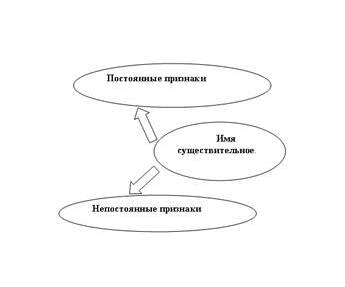 Постоянные признаки
Имя
существительное.
Непостоянные признаки